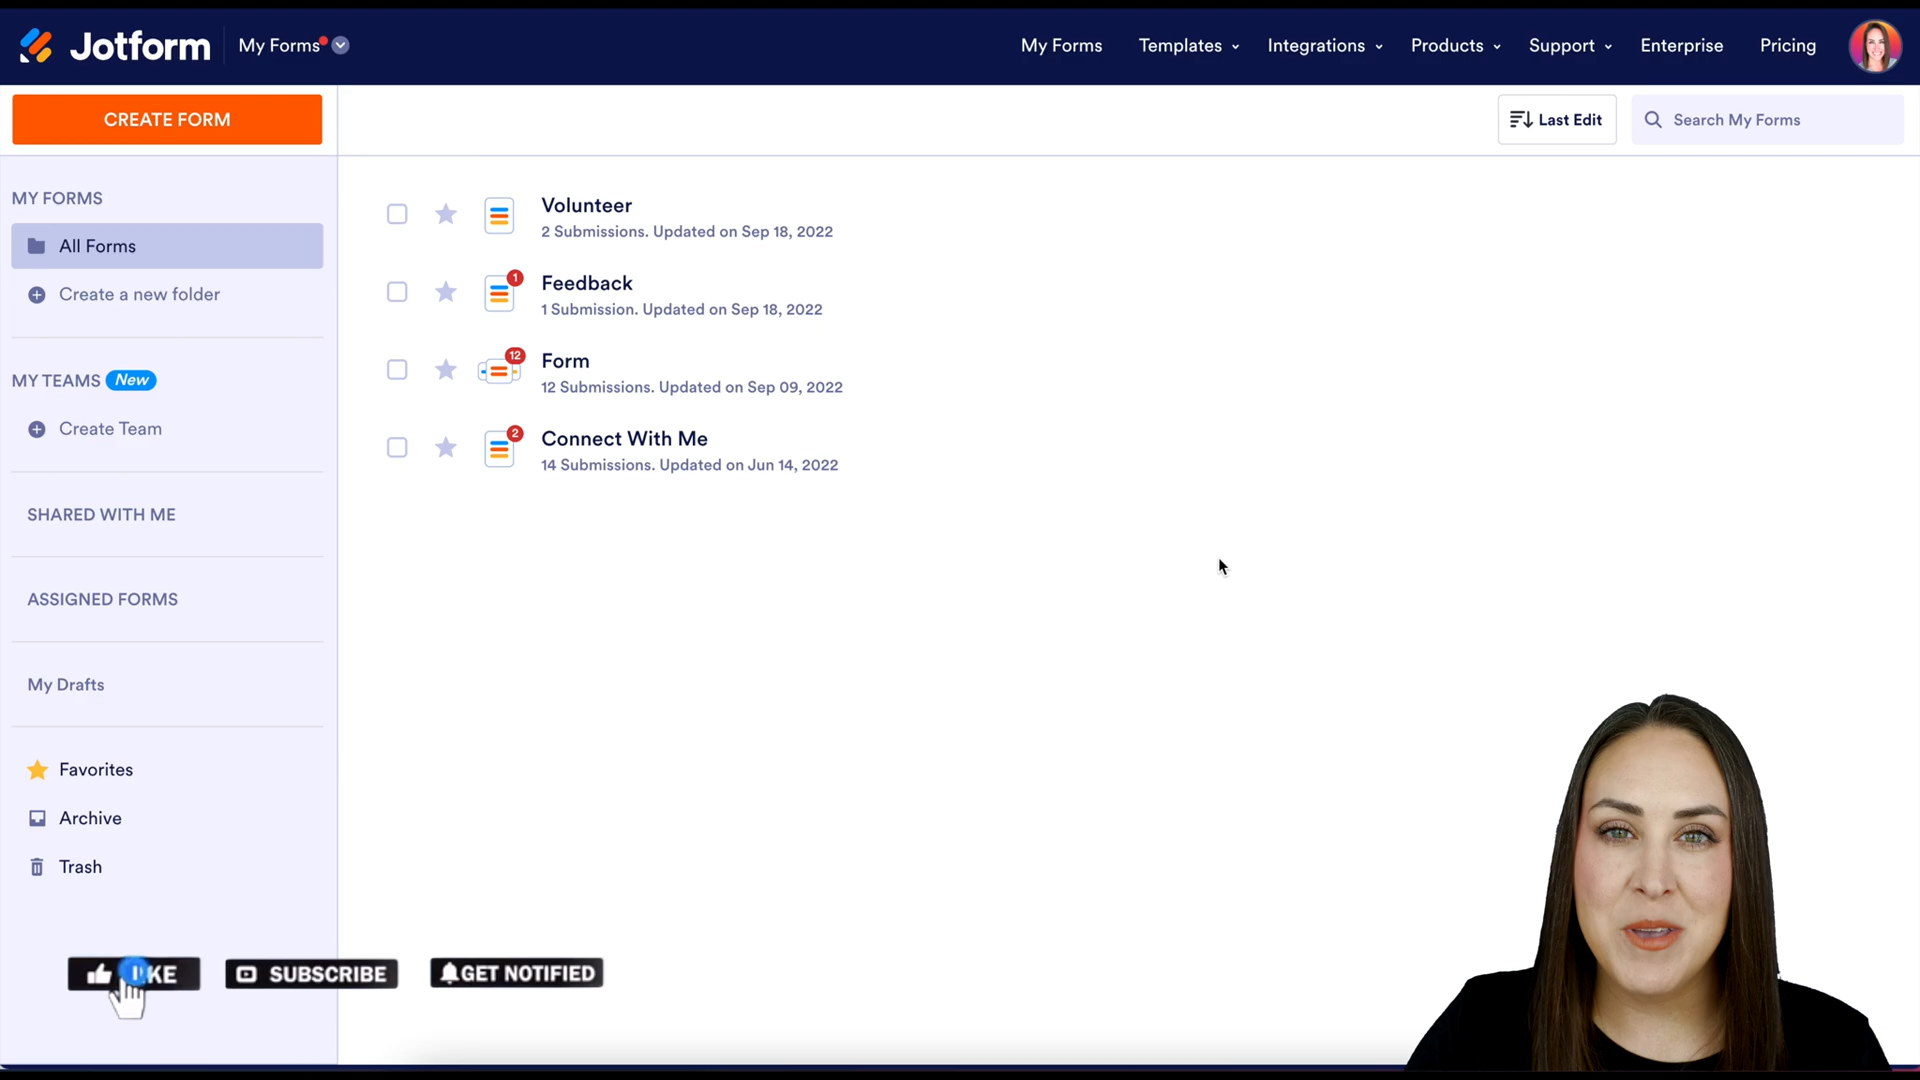 Jotform
My Forms
My Forms
Templates
Integrations
Products
Support
Enterprise
Pricing
CREATE FORM
Last Edit
Search My Forms
MY FORMS
All Forms
Create a new folder
MY TEAMS New
Create Team
SHARED WITH ME
ASSIGNED FORMS
My Drafts
Favorites
Archive
Trash
Volunteer
2 Submissions. Updated on Sep 18, 2022
1
Feedback
1 Submission. Updated on Sep 18, 2022
12
Form
12 Submissions. Updated on Sep 09, 2022
2
Connect With Me
14 Submissions. Updated on Jun 14, 2022
SUBSCRIBE
GET NOTIFIED